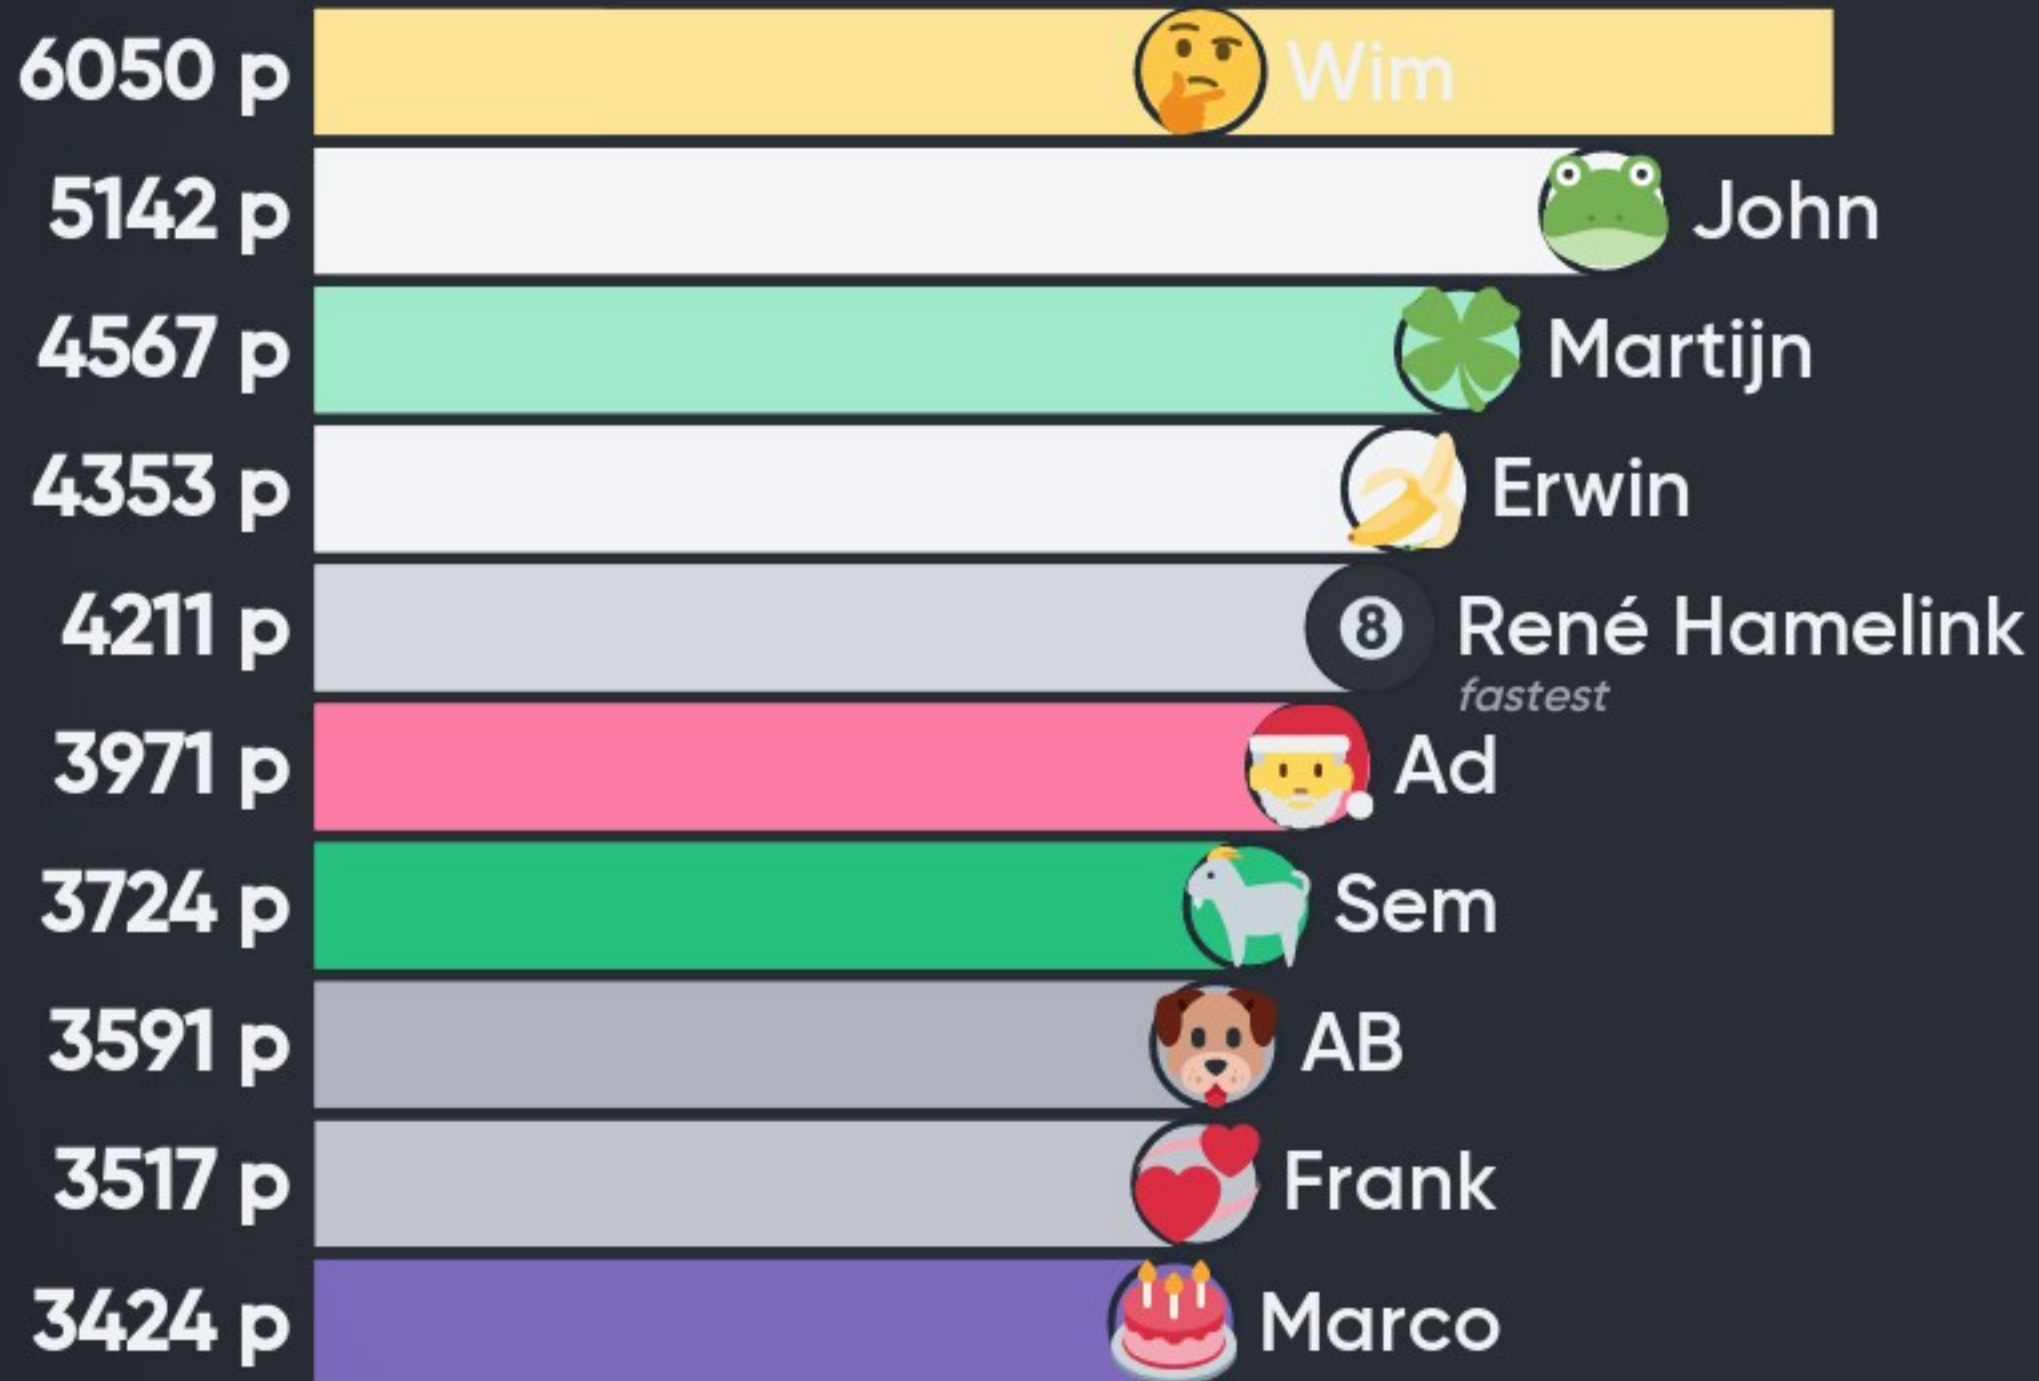 6050 p Wim
5142 p John
4567 p Martijn
4353 p Erwin
4211 p 8 René Hamelink
fastest
3971 p Ad
3724 p Sem
3591 p AB
3517 p Frank
3424 p Marco